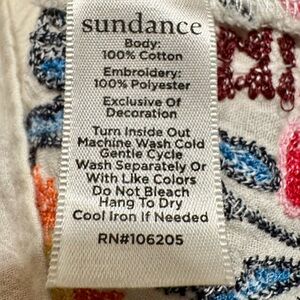 sundance
Body:
100% Cotton
Embroidery:
100% Polyester
Exclusive Of
Decoration
Turn Inside Out
Machine Wash Cold
Gentle Cycle
Wash Separately Or
With Like Colors
Do Not Bleach
Hang To Dry
Cool Iron If Needed
RN#106205